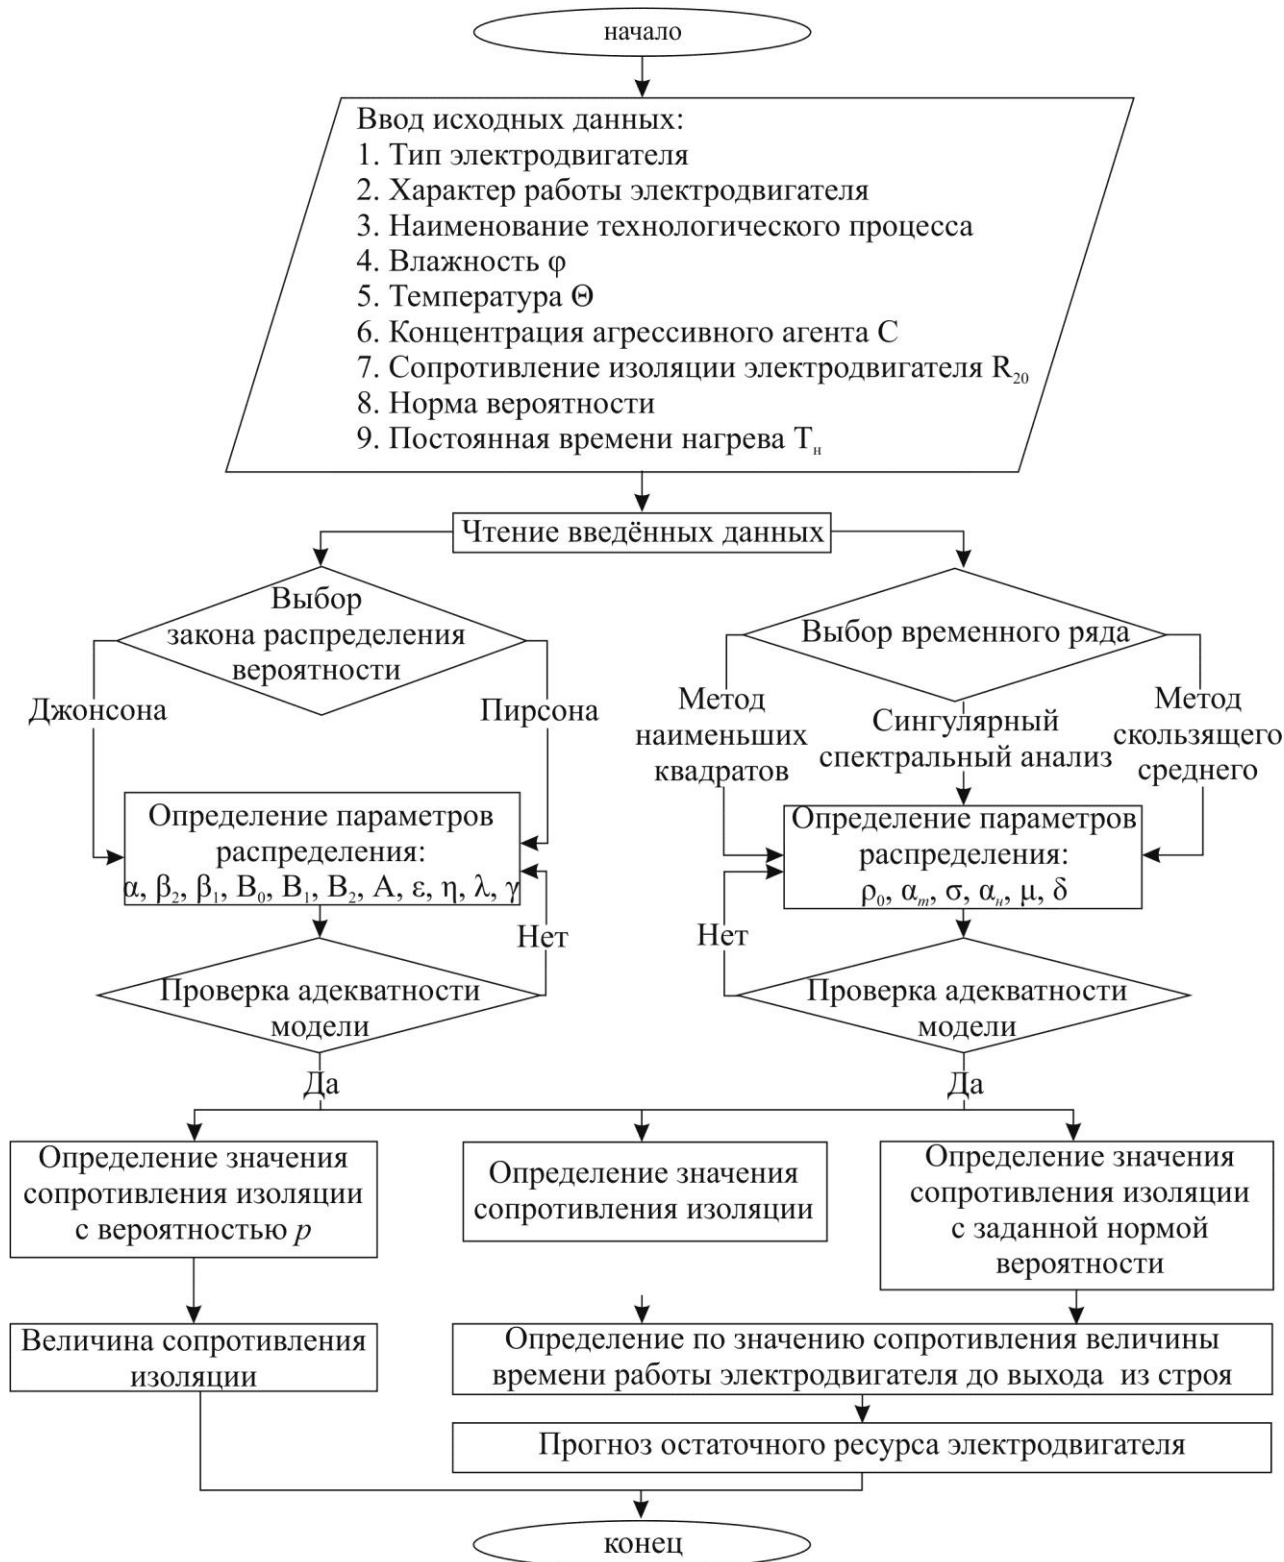 начало
Ввод исходных данных:
1. Тип электродвигателя
2. Характер работы электродвигателя
3. Наименование технологического процесса
4. Влажность φ
5. Температура Θ
6. Концентрация агрессивного агента С
7. Сопротивление изоляции электродвигателя R₂₀
8. Норма вероятности
9. Постоянная времени нагрева Tₙ
Чтение введённых данных
Выбор
закона распределения
вероятности
Джонсона
Пирсона
Определение параметров
распределения:
α, β₂, β₁, B₀, B₁, B₂, A, ε, η, λ, γ
Нет
Проверка адекватности
модели
Да
Выбор временного ряда
Метод
наименьших
квадратов
Сингулярный
спектральный анализ
Метод
скользящего
среднего
Определение параметров
распределения:
ρ₀, αₘ, σ, αₙ, μ, δ
Нет
Проверка адекватности
модели
Да
Определение значения
сопротивления изоляции
с вероятностью p
Определение значения
сопротивления изоляции
Определение значения
сопротивления изоляции
с заданной нормой
вероятности
Величина сопротивления
изоляции
Определение по значению сопротивления величины
времени работы электродвигателя до выхода из строя
Прогноз остаточного ресурса электродвигателя
конец